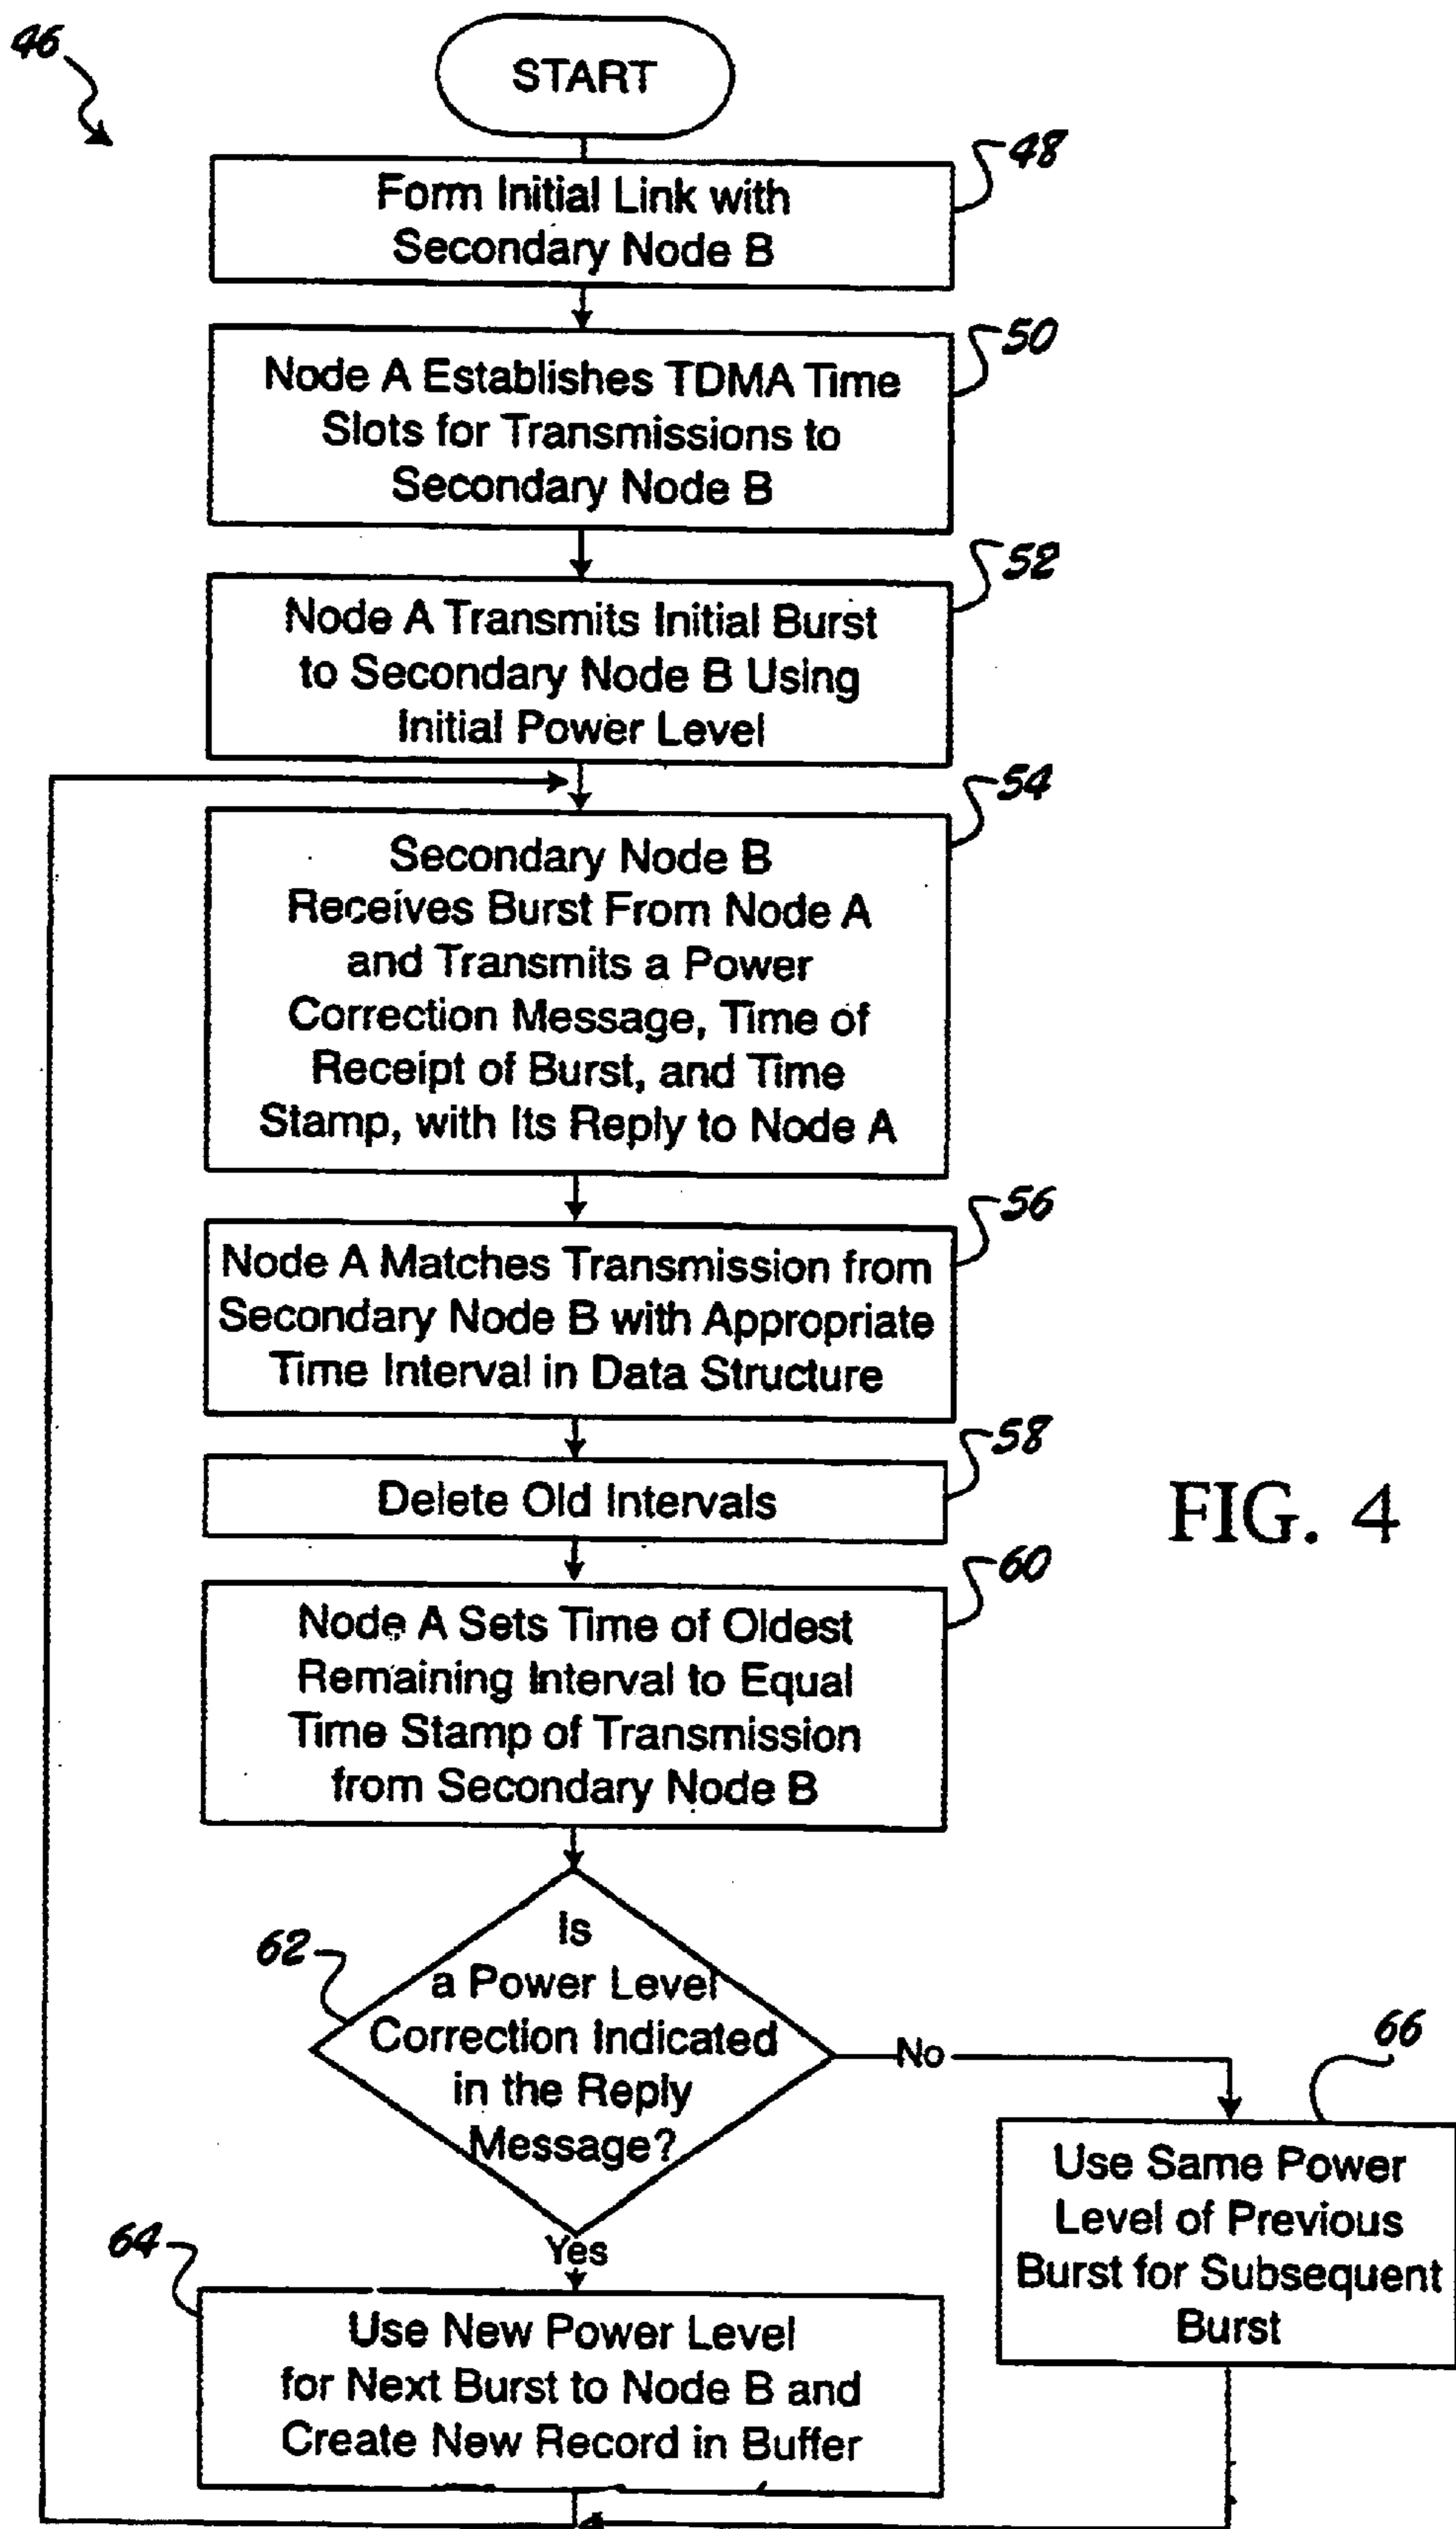 46
START
48
Form Initial Link with
Secondary Node B
50
Node A Establishes TDMA Time
Slots for Transmissions to
Secondary Node B
52
Node A Transmits Initial Burst
to Secondary Node B Using
Initial Power Level
54
Secondary Node B
Receives Burst From Node A
and Transmits a Power
Correction Message, Time of
Receipt of Burst, and Time
Stamp, with Its Reply to Node A
56
Node A Matches Transmission from
Secondary Node B with Appropriate
Time Interval in Data Structure
58
Delete Old Intervals
FIG. 4
60
Node A Sets Time of Oldest
Remaining Interval to Equal
Time Stamp of Transmission
from Secondary Node B
62
Is
a Power Level
Correction Indicated
in the Reply
Message?
No
66
Use Same Power
Level of Previous
Burst for Subsequent
Burst
Yes
64
Use New Power Level
for Next Burst to Node B and
Create New Record in Buffer